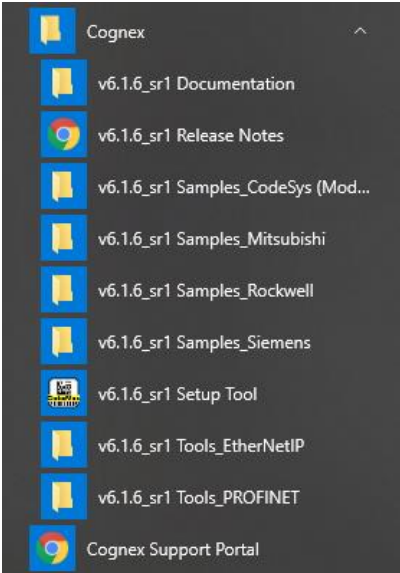 Cognex
v6.1.6_sr1 Documentation
v6.1.6_sr1 Release Notes
v6.1.6_sr1 Samples_CodeSys (Mod...
v6.1.6_sr1 Samples_Mitsubishi
v6.1.6_sr1 Samples_Rockwell
v6.1.6_sr1 Samples_Siemens
v6.1.6_sr1 Setup Tool
v6.1.6_sr1 Tools_EtherNetIP
v6.1.6_sr1 Tools_PROFINET
Cognex Support Portal